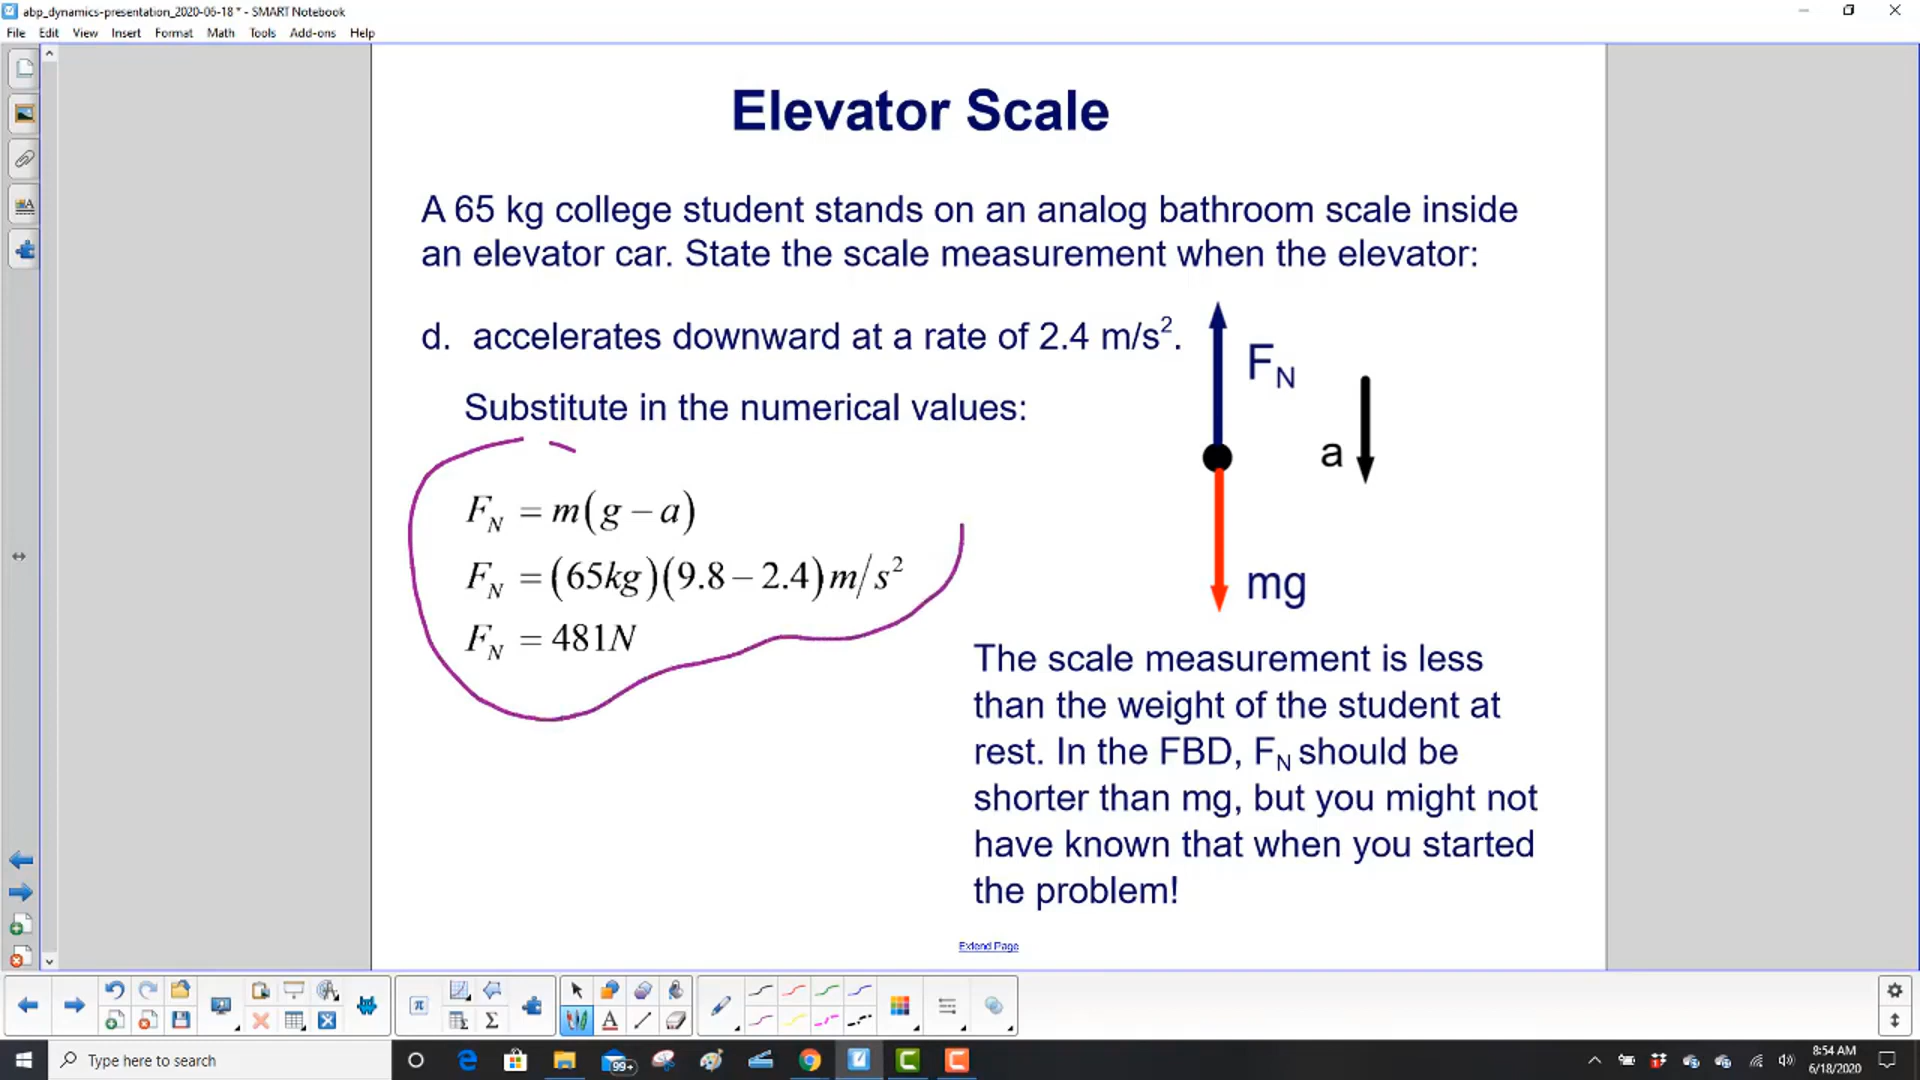 abp_dynamics-presentation_2020-06-18 * - SMART Notebook
File Edit View Insert Format Math Tools Add-ons Help
Elevator Scale
A 65 kg college student stands on an analog bathroom scale inside
an elevator car. State the scale measurement when the elevator:
d. accelerates downward at a rate of 2.4 m/s².
F_N
Substitute in the numerical values:
a
F_N = m(g − a)
F_N = (65kg)(9.8 − 2.4) m/s²
mg
F_N = 481N
The scale measurement is less
than the weight of the student at
rest. In the FBD, F_N should be
shorter than mg, but you might not
have known that when you started
the problem!
Extend Page
Type here to search
99+
8:54 AM
6/18/2020